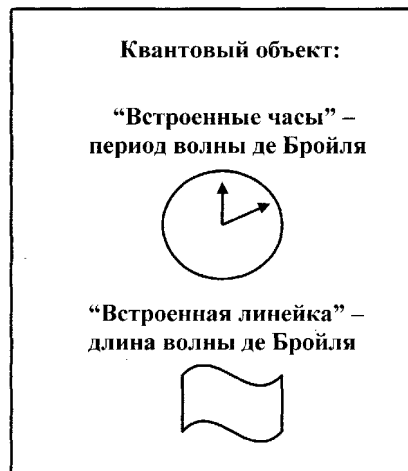 Квантовый объект:
“Встроенные часы” –
период волны де Бройля
“Встроенная линейка” –
длина волны де Бройля